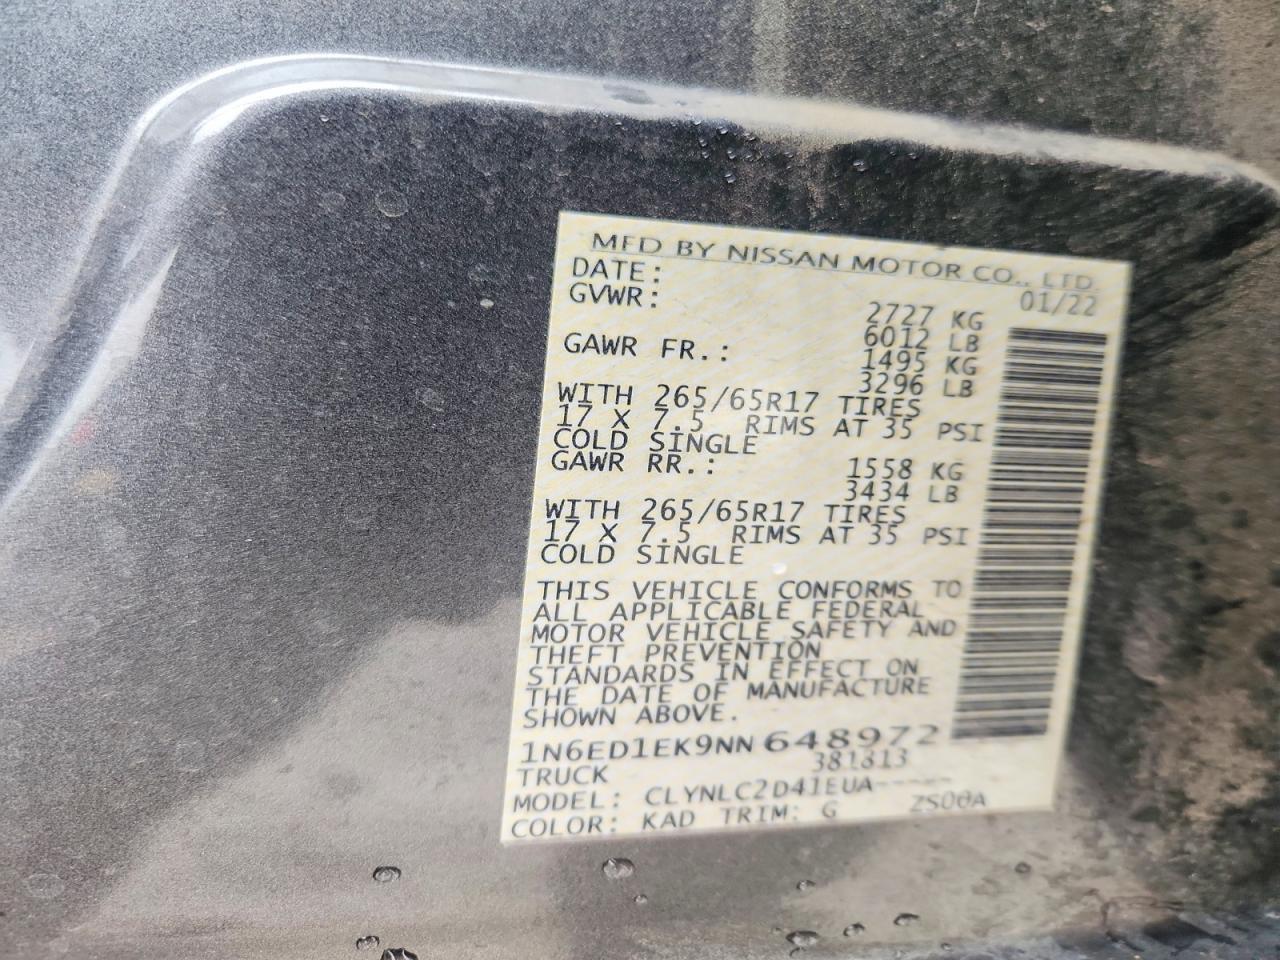 MFD BY NISSAN MOTOR CO., LTD.
DATE: 01/22
GVWR: 2727 KG
6012 LB
GAWR FR.: 1495 KG
3296 LB
WITH 265/65R17 TIRES
17 X 7.5 RIMS AT 35 PSI
COLD SINGLE
GAWR RR.: 1558 KG
3434 LB
WITH 265/65R17 TIRES
17 X 7.5 RIMS AT 35 PSI
COLD SINGLE
THIS VEHICLE CONFORMS TO
ALL APPLICABLE FEDERAL
MOTOR VEHICLE SAFETY AND
THEFT PREVENTION
STANDARDS IN EFFECT ON
THE DATE OF MANUFACTURE
SHOWN ABOVE.
1N6ED1EK9NN648972
TRUCK 381813
MODEL: CLYNLC2D41EUA-----
COLOR: KAD TRIM: G ZS00A